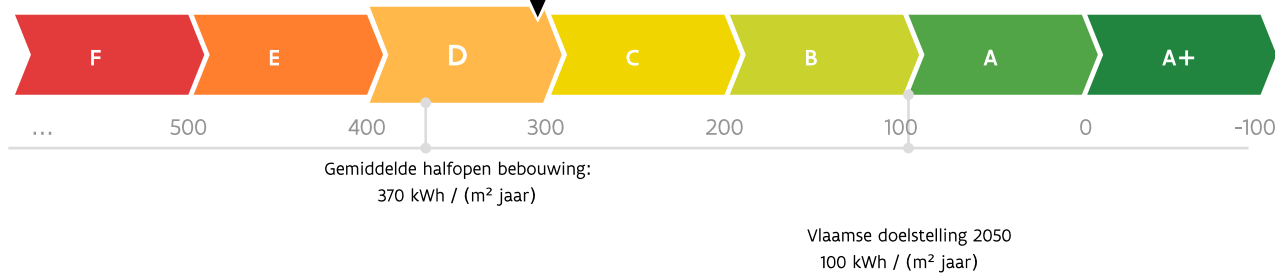 F E D C B A A+
... 500 400 300 200 100 0 -100
Gemiddelde halfopen bebouwing:
370 kWh / (m² jaar)
Vlaamse doelstelling 2050
100 kWh / (m² jaar)